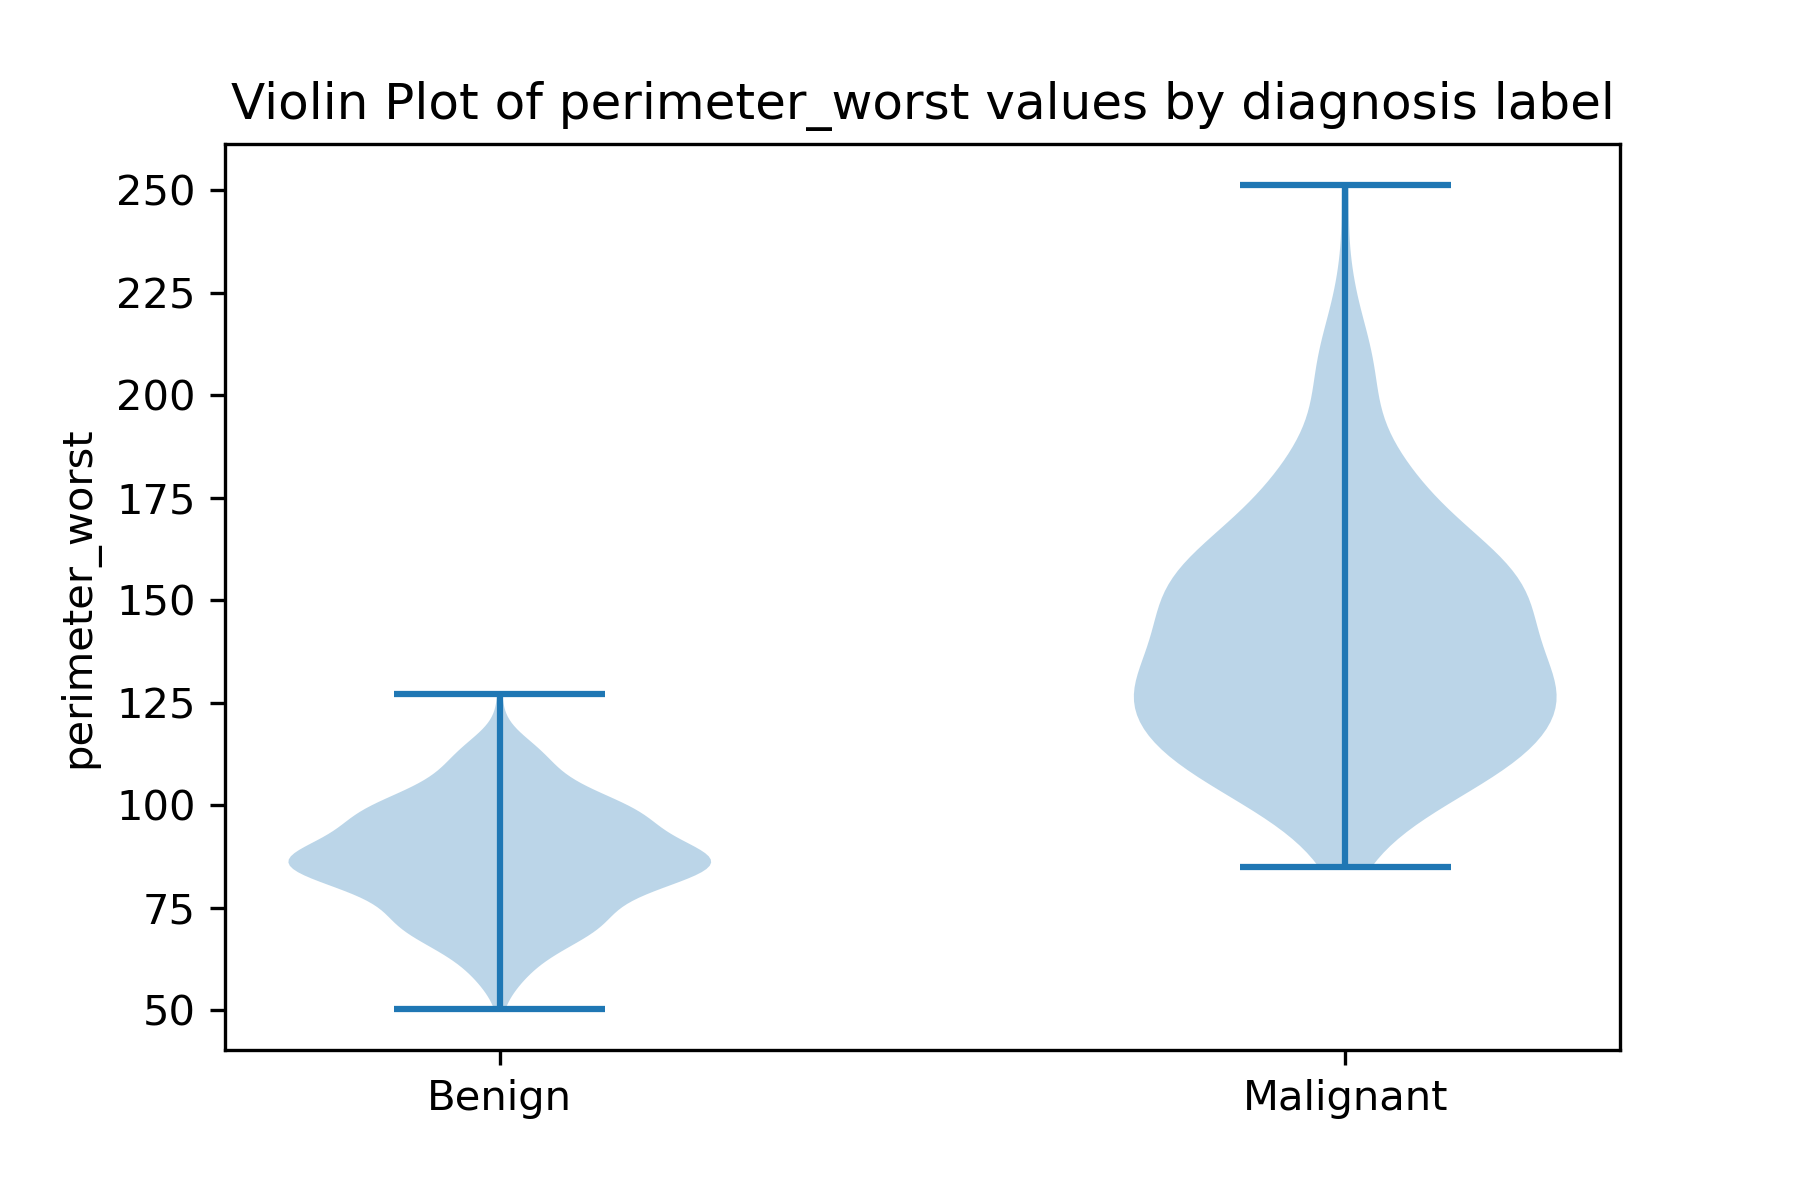 Violin Plot of perimeter_worst values by diagnosis label
perimeter_worst
250
225
200
175
150
125
100
75
50
Benign
Malignant